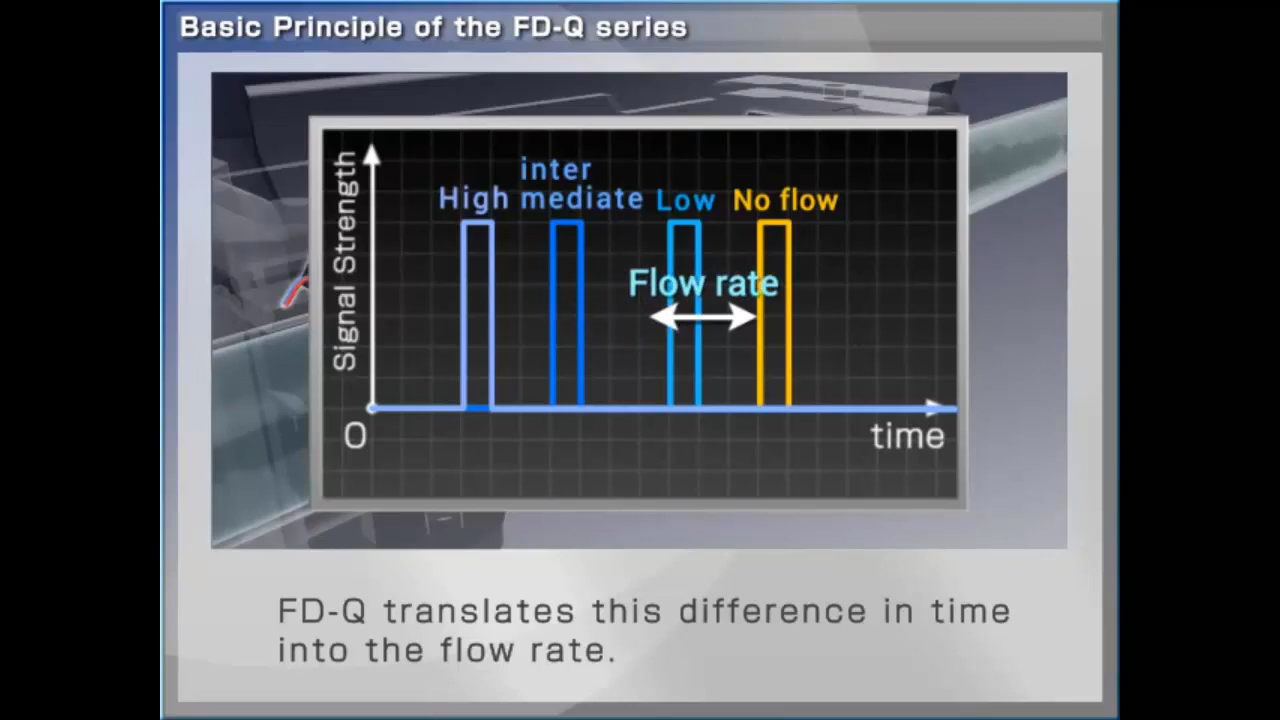 Basic Principle of the FD-Q series
Signal Strength
inter
High mediate Low No flow
Flow rate
0
time
FD-Q translates this difference in time
into the flow rate.